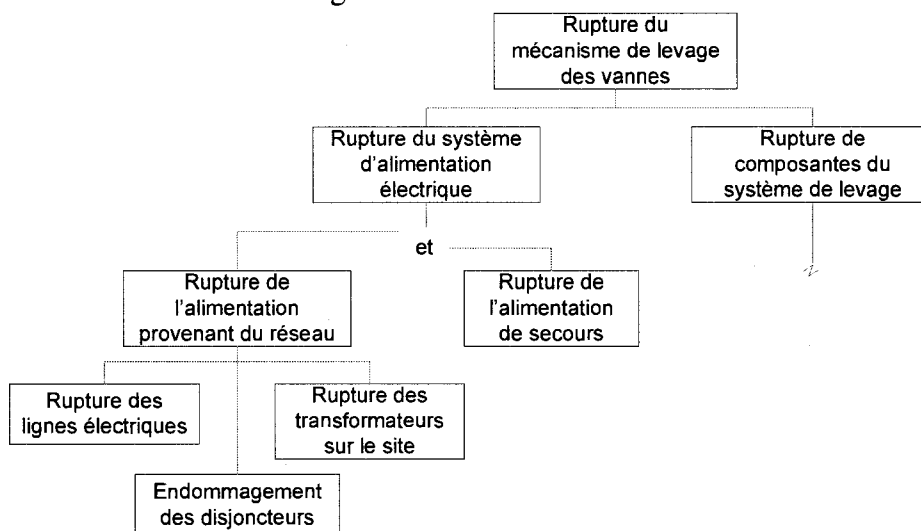 Rupture du
mécanisme de levage
des vannes
Rupture du système
d'alimentation
électrique
Rupture de
composantes du
système de levage
et
Rupture de
l'alimentation
provenant du réseau
Rupture de
l'alimentation
de secours
Rupture des
lignes électriques
Rupture des
transformateurs
sur le site
Endommagement
des disjoncteurs